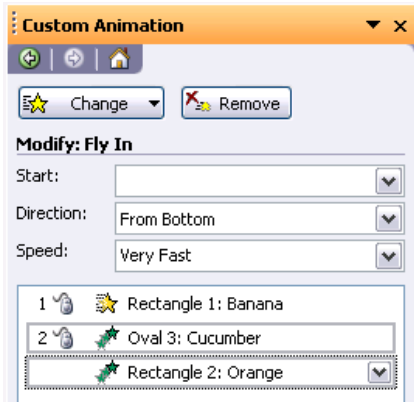 Custom Animation
Change Remove
Modify: Fly In
Start:
Direction: From Bottom
Speed: Very Fast
1 Rectangle 1: Banana
2 Oval 3: Cucumber
Rectangle 2: Orange